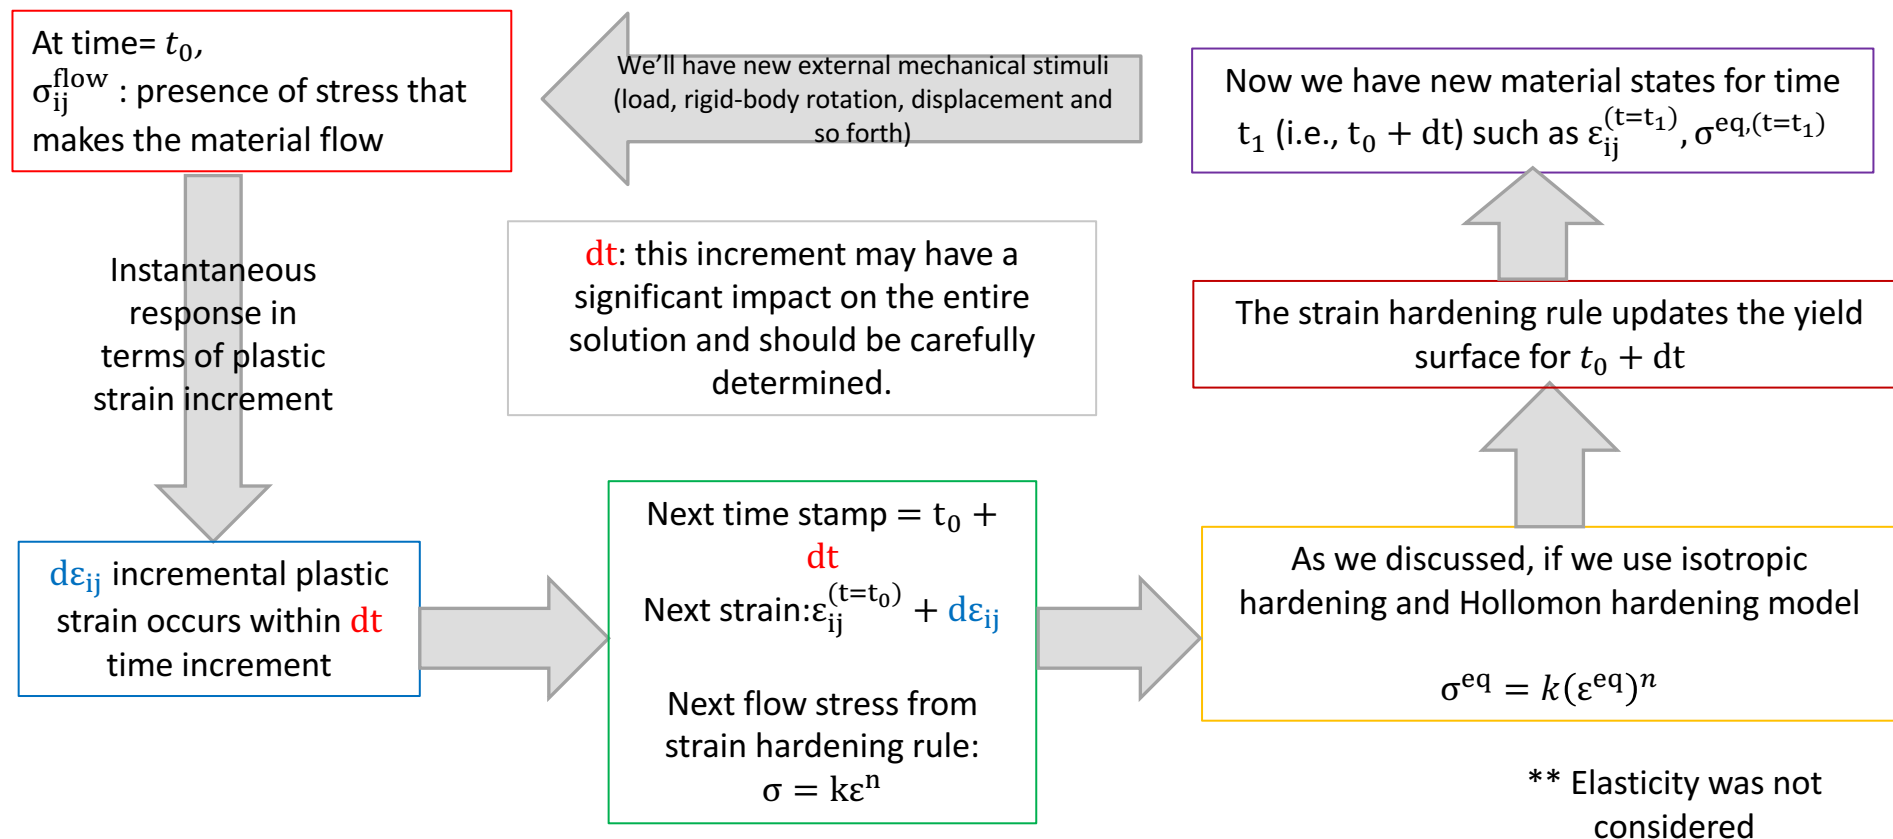 At time= t₀,
σᵢⱼ^flow : presence of stress that
makes the material flow
We’ll have new external mechanical stimuli
(load, rigid-body rotation, displacement and
so forth)
Now we have new material states for time
t₁ (i.e., t₀ + dt) such as εᵢⱼ^(t=t₁), σ^eq,(t=t₁)
Instantaneous
response in
terms of plastic
strain increment
dt: this increment may have a
significant impact on the entire
solution and should be carefully
determined.
The strain hardening rule updates the yield
surface for t₀ + dt
dεᵢⱼ incremental plastic
strain occurs within dt
time increment
Next time stamp = t₀ +
dt
Next strain:εᵢⱼ^(t=t₀) + dεᵢⱼ
Next flow stress from
strain hardening rule:
σ = kεⁿ
As we discussed, if we use isotropic
hardening and Hollomon hardening model
σ^eq = k(ε^eq)ⁿ
** Elasticity was not
considered